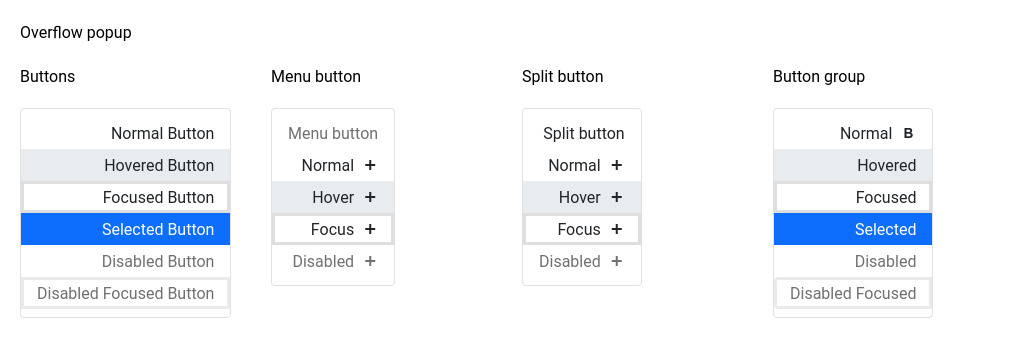 Overflow popup
Buttons
Normal Button
Hovered Button
Focused Button
Selected Button
Disabled Button
Disabled Focused Button
Menu button
Menu button
Normal +
Hover +
Focus +
Disabled +
Split button
Split button
Normal +
Hover +
Focus +
Disabled +
Button group
Normal B
Hovered
Focused
Selected
Disabled
Disabled Focused